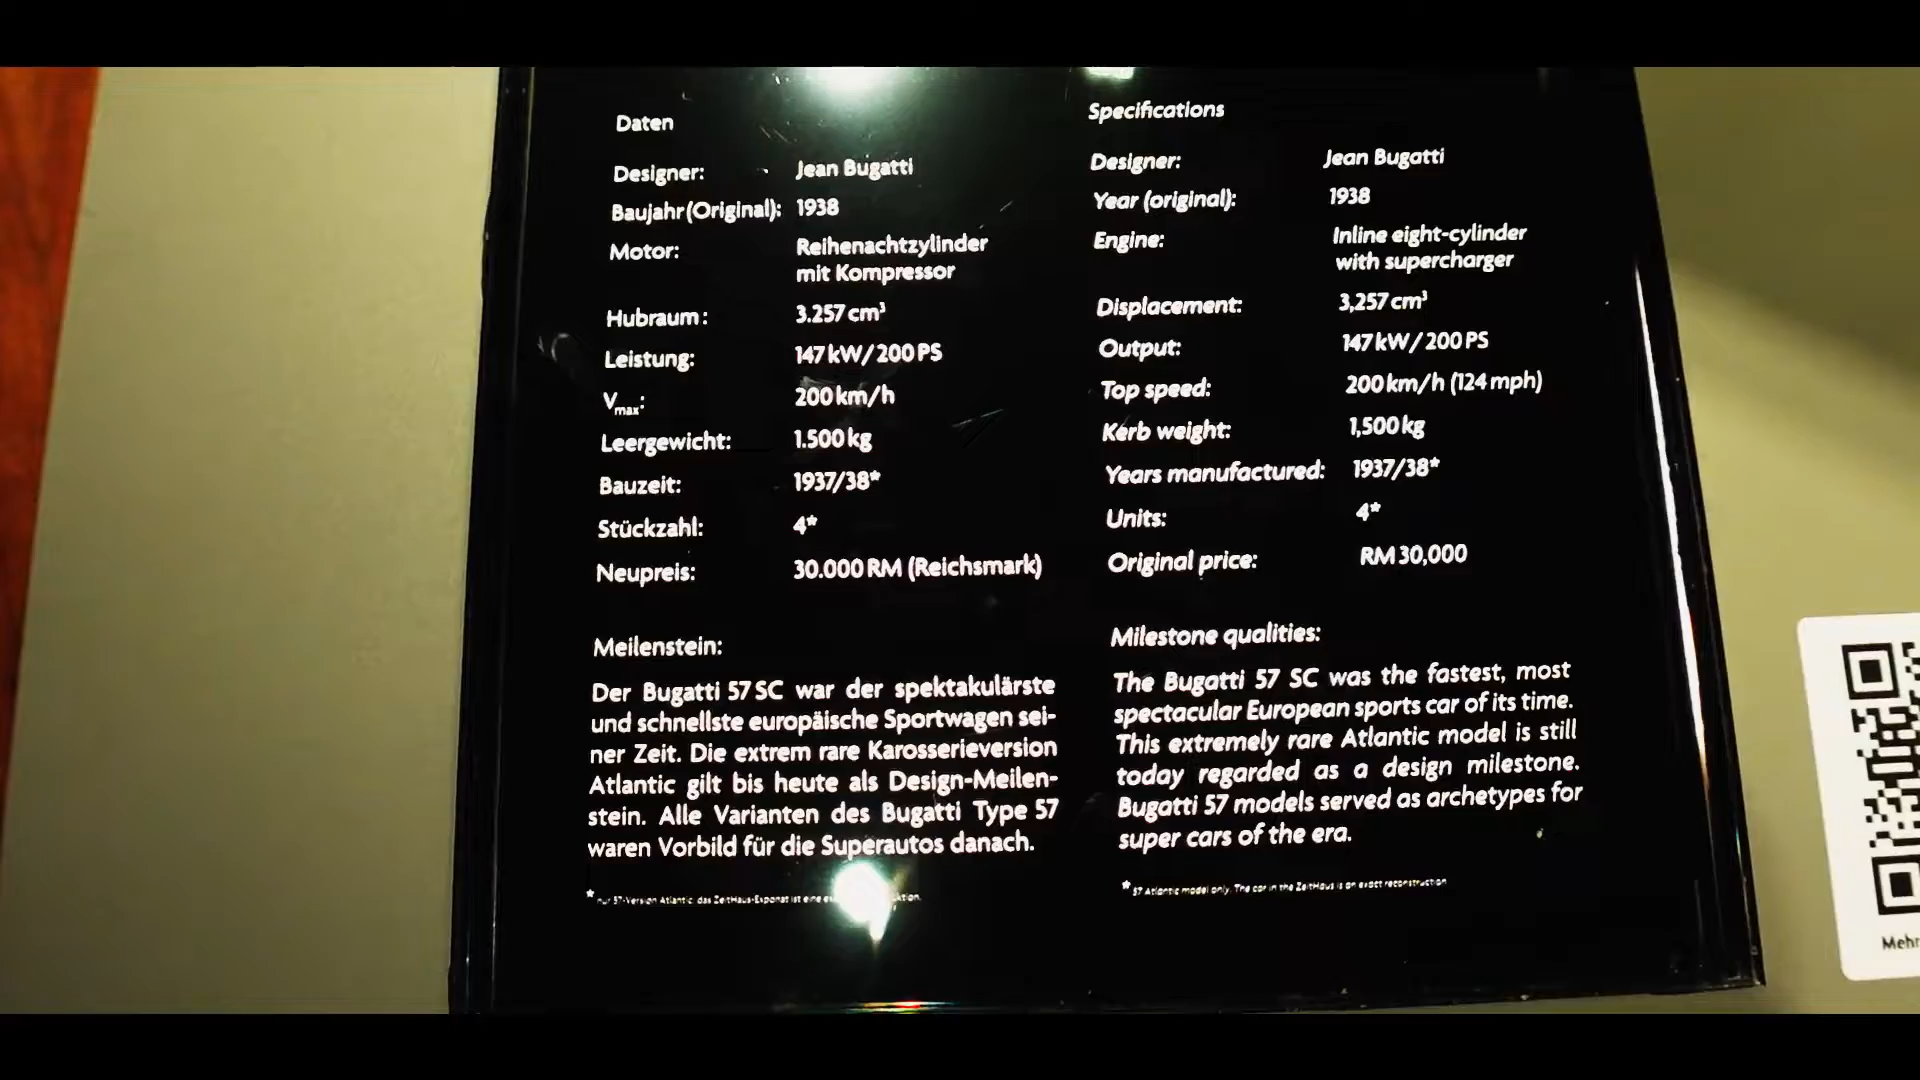 Daten
Designer: Jean Bugatti
Baujahr (Original): 1938
Motor: Reihenachtzylinder
mit Kompressor
Hubraum: 3.257 cm³
Leistung: 147 kW/200 PS
Vmax: 200 km/h
Leergewicht: 1.500 kg
Bauzeit: 1937/38*
Stückzahl: 4*
Neupreis: 30.000 RM (Reichsmark)
Meilenstein:
Der Bugatti 57 SC war der spektakulärste
und schnellste europäische Sportwagen sei-
ner Zeit. Die extrem rare Karosserieversion
Atlantic gilt bis heute als Design-Meilen-
stein. Alle Varianten des Bugatti Type 57
waren Vorbild für die Superautos danach.
* nur 57-Version Atlantic, das ZeitHaus-Exponat ist eine
Specifications
Designer: Jean Bugatti
Year (original): 1938
Engine: Inline eight-cylinder
with supercharger
Displacement: 3,257 cm³
Output: 147 kW/200 PS
Top speed: 200 km/h (124 mph)
Kerb weight: 1,500 kg
Years manufactured: 1937/38*
Units: 4*
Original price: RM 30,000
Milestone qualities:
The Bugatti 57 SC was the fastest, most
spectacular European sports car of its time.
This extremely rare Atlantic model is still
today regarded as a design milestone.
Bugatti 57 models served as archetypes for
super cars of the era.
* 57 Atlantic model only. The car in the ZeitHaus is an exact reconstruction
Mehr